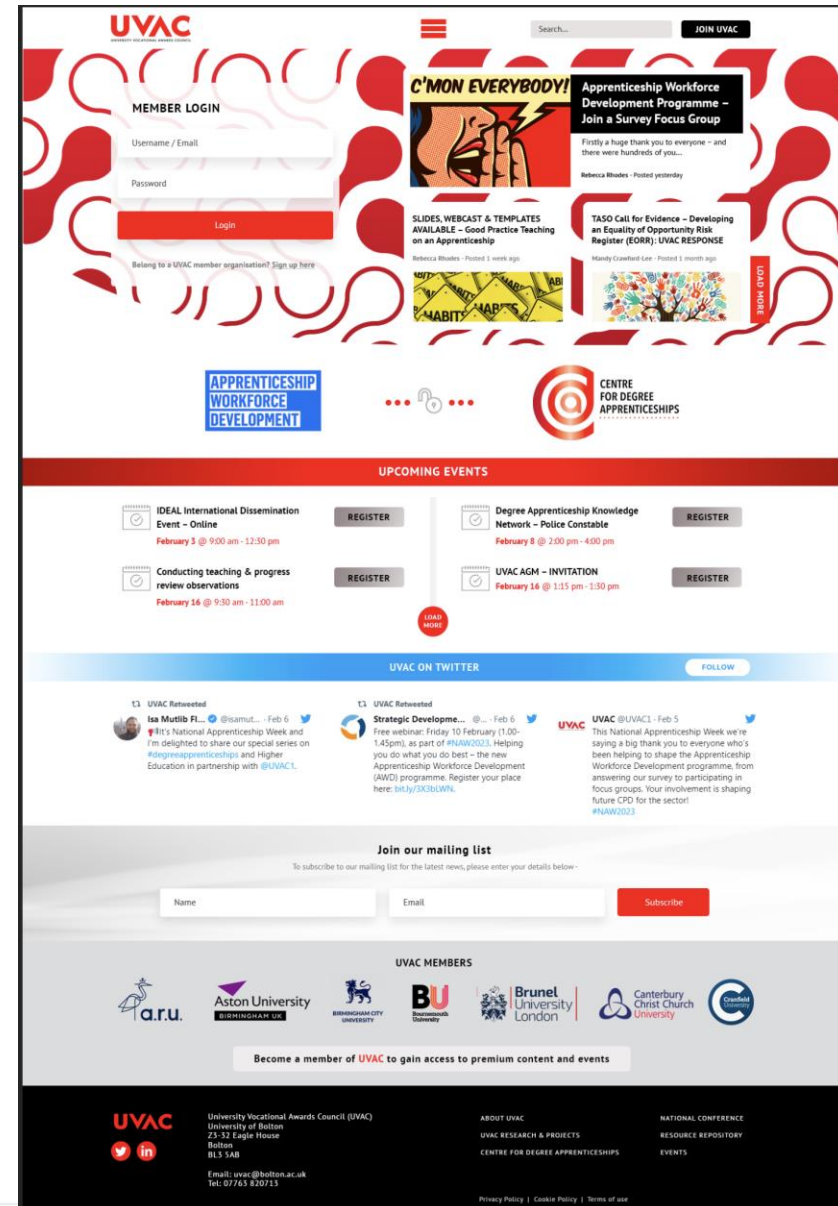 UVAC
UNIVERSITY VOCATIONAL AWARDS COUNCIL
Search...
JOIN UVAC
MEMBER LOGIN
Username / Email
Password
Login
Belong to a UVAC member organisation? Sign up here
C'MON EVERYBODY!
Apprenticeship Workforce
Development Programme –
Join a Survey Focus Group
Firstly a huge thank you to everyone – and
there were hundreds of you...
Rebecca Rhodes - Posted yesterday
SLIDES, WEBCAST & TEMPLATES
AVAILABLE – Good Practice Teaching
on an Apprenticeship
Rebecca Rhodes - Posted 1 week ago
HABITS
HABITS
TASO Call for Evidence – Developing
an Equality of Opportunity Risk
Register (EORR): UVAC RESPONSE
Mandy Crawford-Lee - Posted 1 month ago
LOAD MORE
APPRENTICESHIP
WORKFORCE
DEVELOPMENT
CENTRE
FOR DEGREE
APPRENTICESHIPS
UPCOMING EVENTS
IDEAL International Dissemination
Event – Online
February 3 @ 9:00 am - 12:30 pm
REGISTER
Degree Apprenticeship Knowledge
Network – Police Constable
February 8 @ 2:00 pm - 4:00 pm
REGISTER
Conducting teaching & progress
review observations
February 16 @ 9:30 am - 11:00 am
REGISTER
UVAC AGM – INVITATION
February 16 @ 1:15 pm - 1:30 pm
REGISTER
LOAD
MORE
UVAC ON TWITTER
FOLLOW
UVAC Retweeted
Isa Mutlib Fl... @isamut... · Feb 6
It's National Apprenticeship Week and
I'm delighted to share our special series on
#degreeapprenticeships and Higher
Education in partnership with @UVAC1.
UVAC Retweeted
Strategic Developme... @... · Feb 6
Free webinar: Friday 10 February (1.00-
1.45pm), as part of #NAW2023. Helping
you do what you do best – the new
Apprenticeship Workforce Development
(AWD) programme. Register your place
here: bit.ly/3X3bLWN.
UVAC
UVAC @UVAC1 · Feb 5
This National Apprenticeship Week we're
saying a big thank you to everyone who's
been helping to shape the Apprenticeship
Workforce Development programme, from
answering our survey to participating in
focus groups. Your involvement is shaping
future CPD for the sector!
#NAW2023
Join our mailing list
To subscribe to our mailing list for the latest news, please enter your details below -
Name
Email
Subscribe
UVAC MEMBERS
a.r.u.
Aston University
BIRMINGHAM UK
BIRMINGHAM CITY
UNIVERSITY
BU
Bournemouth
University
Brunel
University
London
Canterbury
Christ Church
University
Cranfield
University
Become a member of UVAC to gain access to premium content and events
UVAC
University Vocational Awards Council (UVAC)
University of Bolton
Z3-32 Eagle House
Bolton
BL3 5AB
Email: uvac@bolton.ac.uk
Tel: 07763 820713
ABOUT UVAC
UVAC RESEARCH & PROJECTS
CENTRE FOR DEGREE APPRENTICESHIPS
NATIONAL CONFERENCE
RESOURCE REPOSITORY
EVENTS
Privacy Policy | Cookie Policy | Terms of use